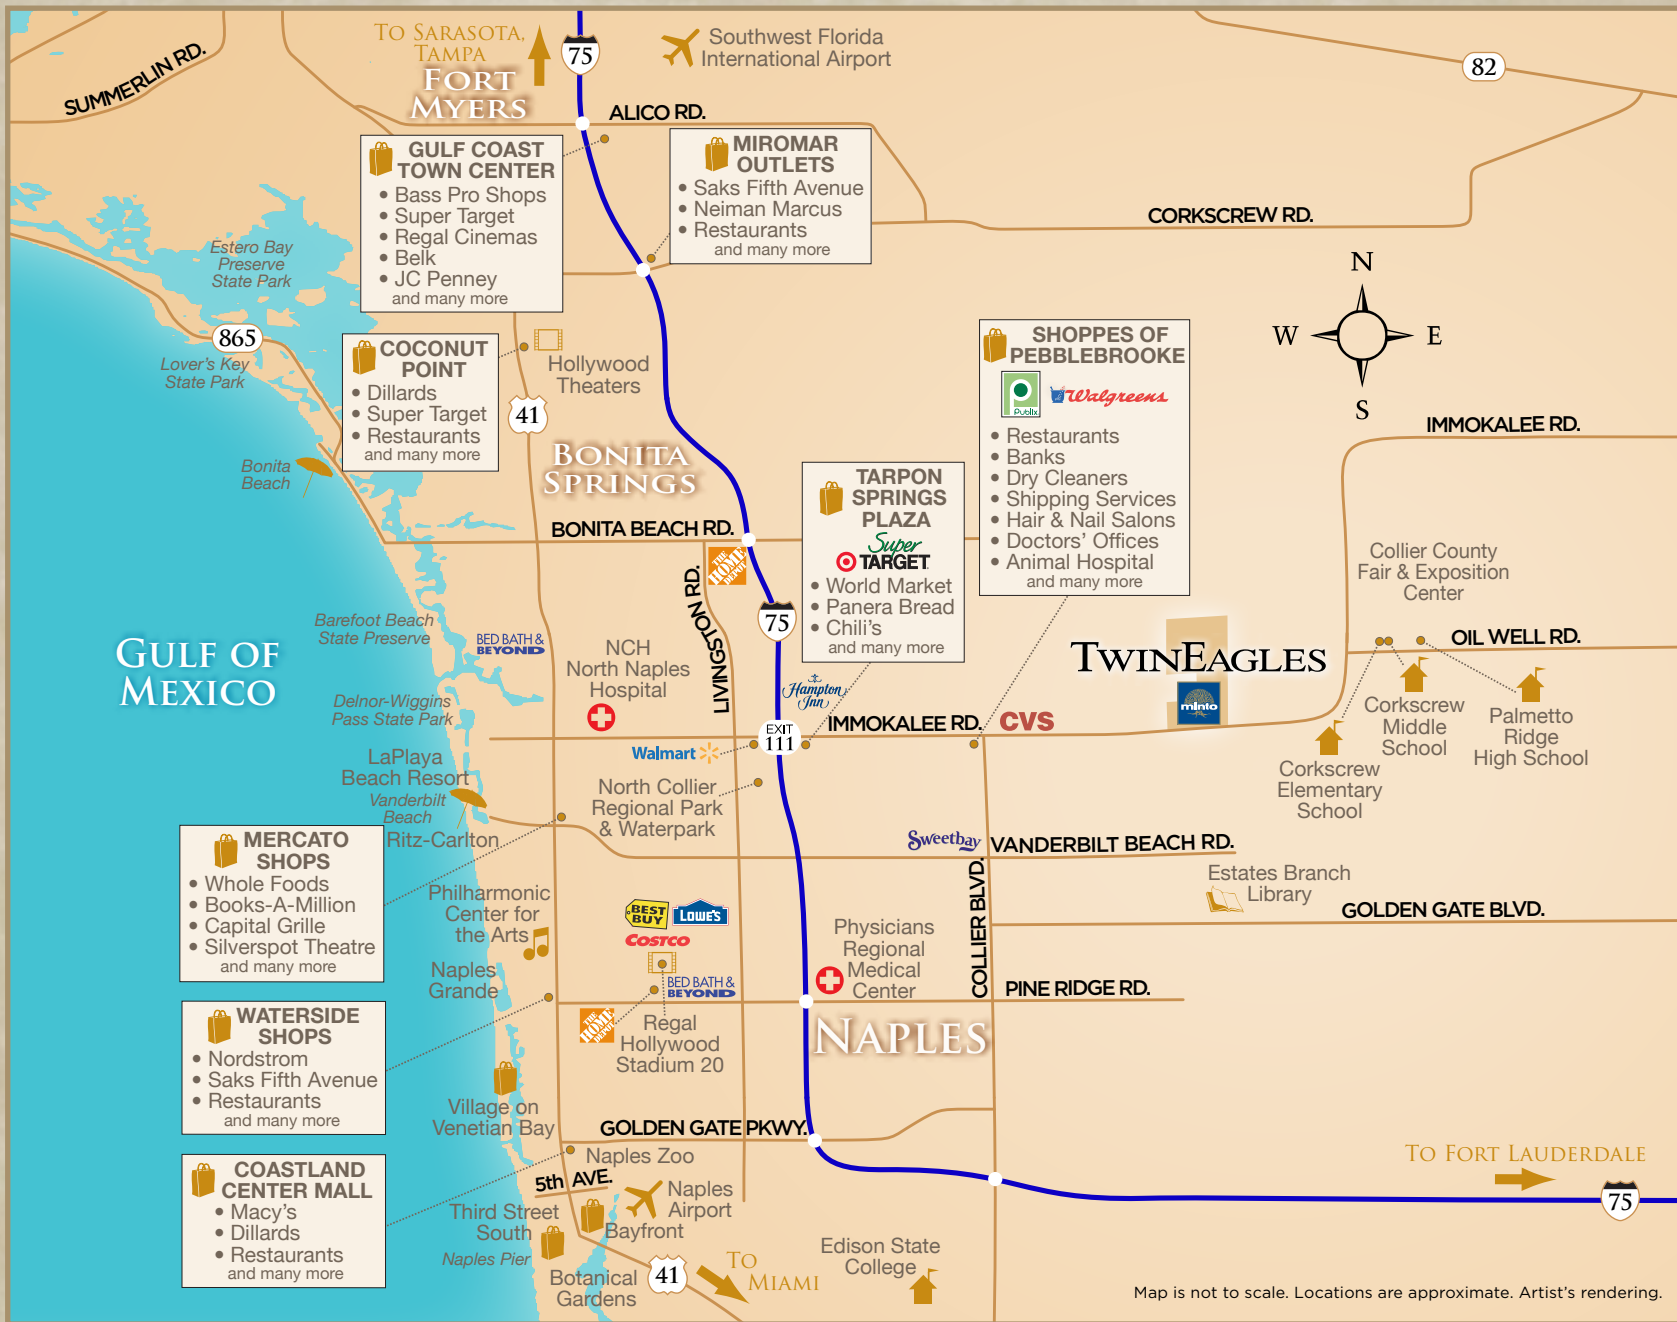 TO SARASOTA,
TAMPA
75
Southwest Florida
International Airport
82
SUMMERLIN RD.
FORT
MYERS
ALICO RD.
GULF COAST
TOWN CENTER
• Bass Pro Shops
• Super Target
• Regal Cinemas
• Belk
• JC Penney
and many more
MIROMAR
OUTLETS
• Saks Fifth Avenue
• Neiman Marcus
• Restaurants
and many more
CORKSCREW RD.
Estero Bay
Preserve
State Park
N
W
E
S
865
Lover's Key
State Park
COCONUT
POINT
• Dillards
• Super Target
• Restaurants
and many more
Hollywood
Theaters
41
SHOPPES OF
PEBBLEBROOKE
Publix
Walgreens
• Restaurants
• Banks
• Dry Cleaners
• Shipping Services
• Hair & Nail Salons
• Doctors' Offices
• Animal Hospital
and many more
IMMOKALEE RD.
Bonita
Beach
BONITA
SPRINGS
TARPON
SPRINGS
PLAZA
Super
TARGET
• World Market
• Panera Bread
• Chili's
and many more
BONITA BEACH RD.
THE
HOME
DEPOT
LIVINGSTON RD.
75
Collier County
Fair & Exposition
Center
OIL WELL RD.
Barefoot Beach
State Preserve
BED BATH &
BEYOND
NCH
North Naples
Hospital
TWINEAGLES
minto
GULF OF
MEXICO
Hampton
Inn
Delnor-Wiggins
Pass State Park
EXIT
111
IMMOKALEE RD.
CVS
Corkscrew
Middle
School
Palmetto
Ridge
High School
Corkscrew
Elementary
School
Walmart
LaPlaya
Beach Resort
Vanderbilt
Beach
Ritz-Carlton
North Collier
Regional Park
& Waterpark
MERCATO
SHOPS
• Whole Foods
• Books-A-Million
• Capital Grille
• Silverspot Theatre
and many more
Sweetbay
VANDERBILT BEACH RD.
COLLIER BLVD.
Estates Branch
Library
GOLDEN GATE BLVD.
Philharmonic
Center for
the Arts
BEST
BUY
LOWE'S
COSTCO
Physicians
Regional
Medical
Center
Naples
Grande
BED BATH &
BEYOND
PINE RIDGE RD.
THE
HOME
DEPOT
Regal
Hollywood
Stadium 20
NAPLES
WATERSIDE
SHOPS
• Nordstrom
• Saks Fifth Avenue
• Restaurants
and many more
Village on
Venetian Bay
GOLDEN GATE PKWY.
Naples Zoo
5th AVE.
COASTLAND
CENTER MALL
• Macy's
• Dillards
• Restaurants
and many more
Naples
Airport
Third Street
South
Bayfront
Naples Pier
Botanical
Gardens
41
TO
MIAMI
Edison State
College
TO FORT LAUDERDALE
75
Map is not to scale. Locations are approximate. Artist's rendering.